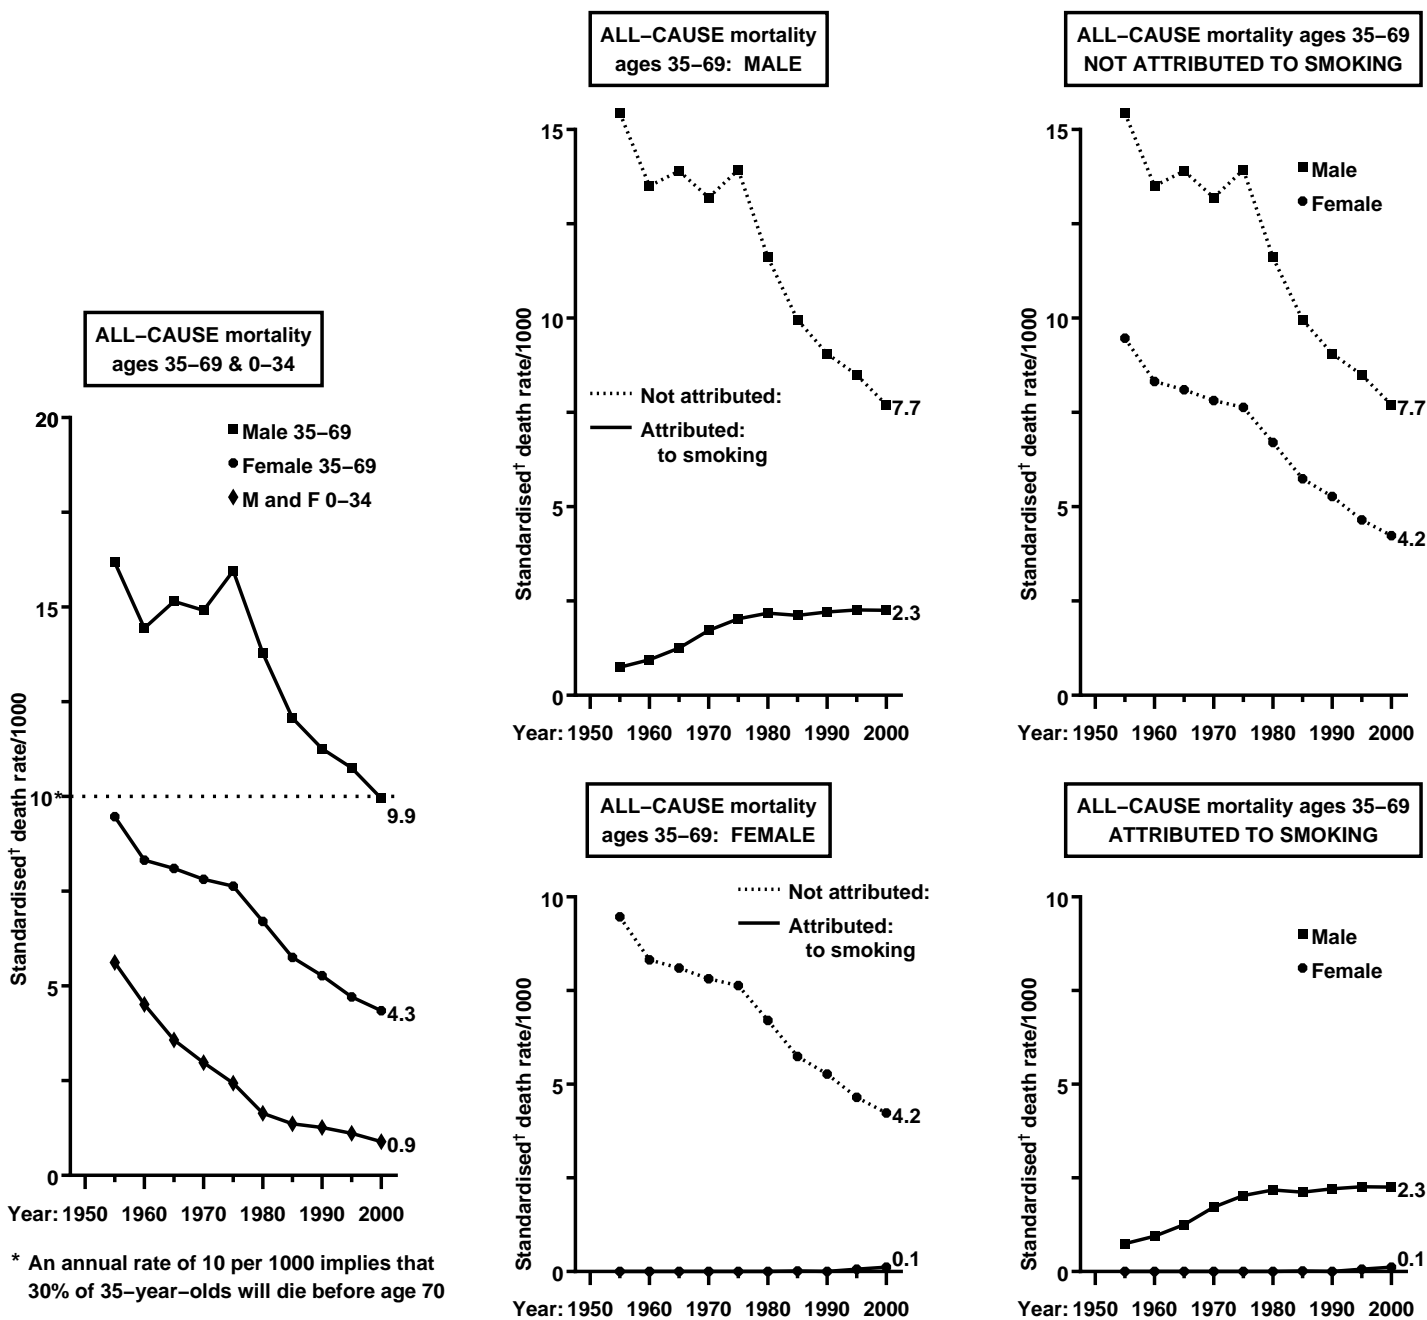 ALL–CAUSE mortality
ages 35–69 & 0–34
20
15
10*
5
0
Standardised† death rate/1000
Male 35–69
Female 35–69
M and F 0–34
9.9
4.3
0.9
Year: 1950 1960 1970 1980 1990 2000
* An annual rate of 10 per 1000 implies that
30% of 35–year–olds will die before age 70
ALL–CAUSE mortality
ages 35–69: MALE
15
10
5
0
Standardised† death rate/1000
Not attributed:
Attributed:
to smoking
7.7
2.3
Year: 1950 1960 1970 1980 1990 2000
ALL–CAUSE mortality ages 35–69
NOT ATTRIBUTED TO SMOKING
15
10
5
0
Standardised† death rate/1000
Male
Female
7.7
4.2
Year: 1950 1960 1970 1980 1990 2000
ALL–CAUSE mortality
ages 35–69: FEMALE
10
5
0
Standardised† death rate/1000
Not attributed:
Attributed:
to smoking
4.2
0.1
Year: 1950 1960 1970 1980 1990 2000
ALL–CAUSE mortality ages 35–69
ATTRIBUTED TO SMOKING
10
5
0
Standardised† death rate/1000
Male
Female
2.3
0.1
Year: 1950 1960 1970 1980 1990 2000